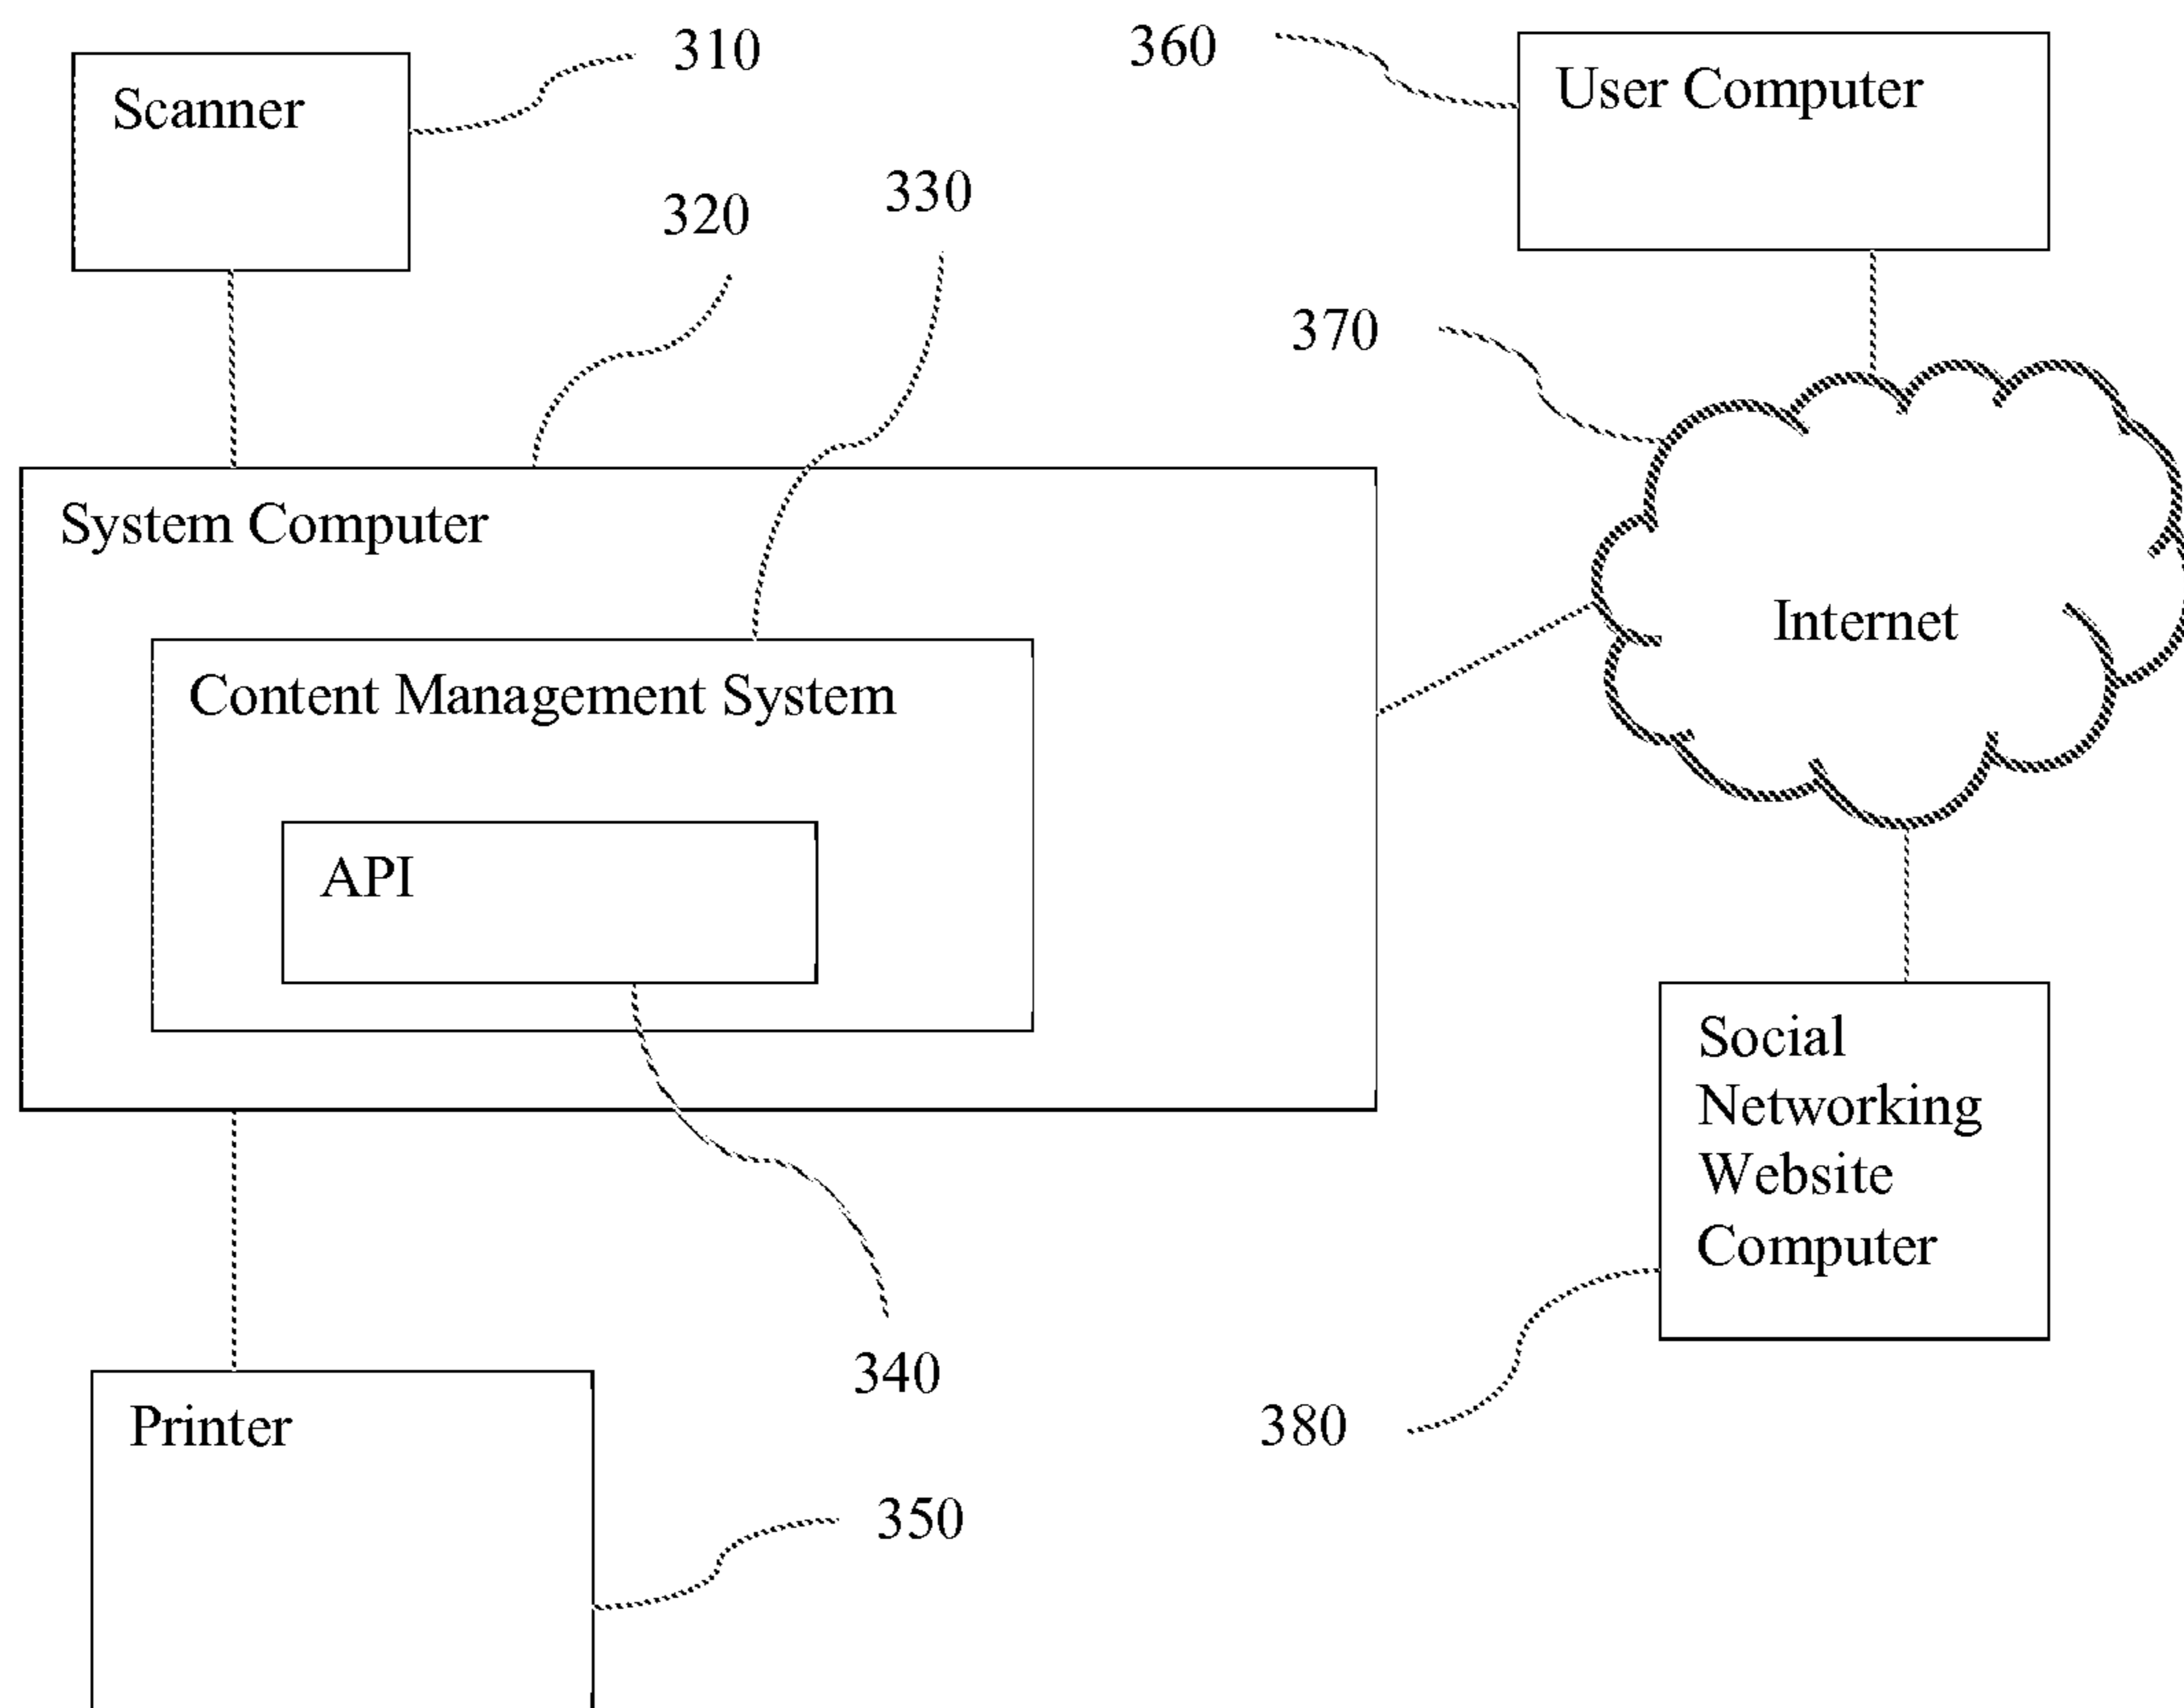 Scanner
310
360
User Computer
320
330
370
System Computer
Internet
Content Management System
API
Social
Networking
Website
Computer
340
380
Printer
350